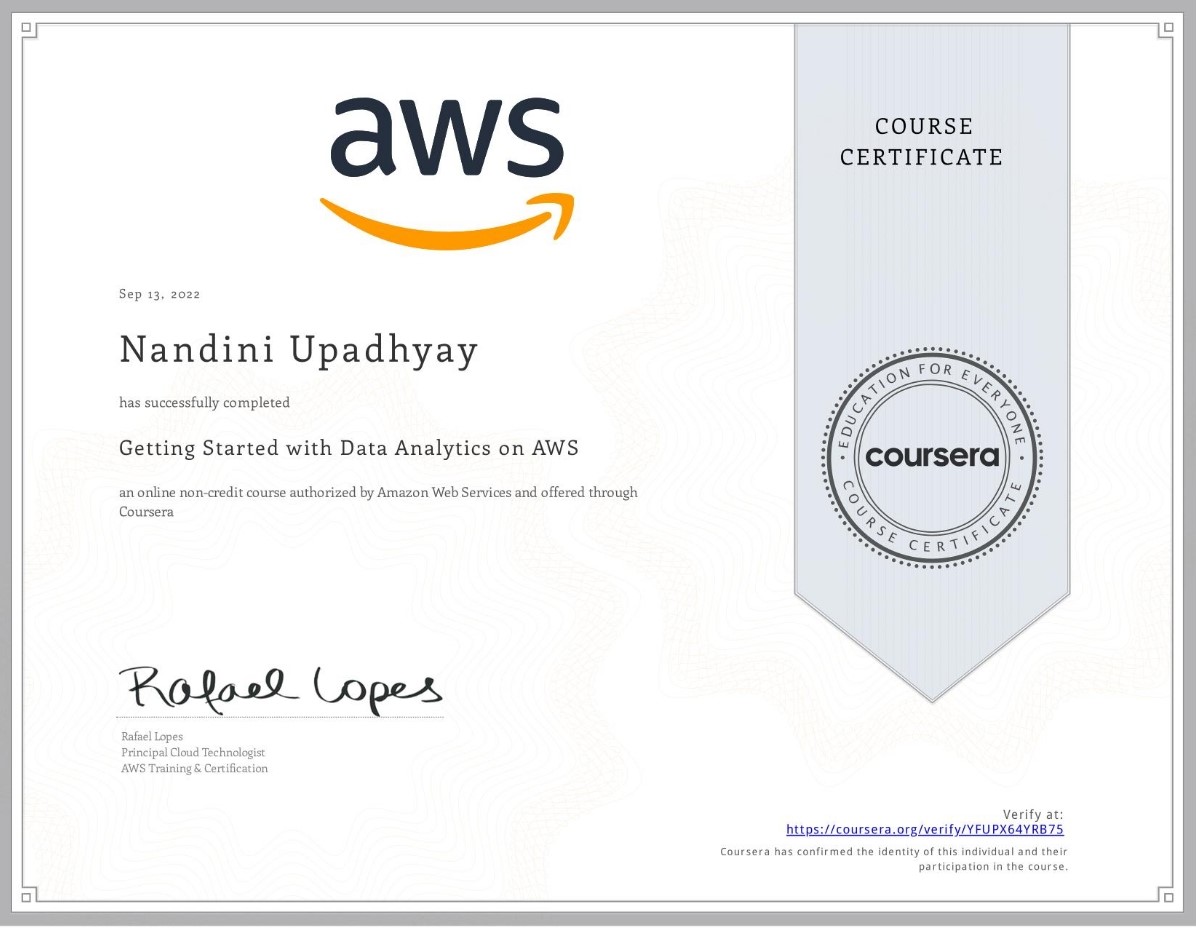 aws
COURSE
CERTIFICATE
Sep 13, 2022
Nandini Upadhyay
has successfully completed
Getting Started with Data Analytics on AWS
an online non-credit course authorized by Amazon Web Services and offered through
Coursera
EDUCATION FOR EVERYONE
coursera
COURSE CERTIFICATE
Rafael Lopes
Rafael Lopes
Principal Cloud Technologist
AWS Training & Certification
Verify at:
https://coursera.org/verify/YFUPX64YRB75
Coursera has confirmed the identity of this individual and their
participation in the course.